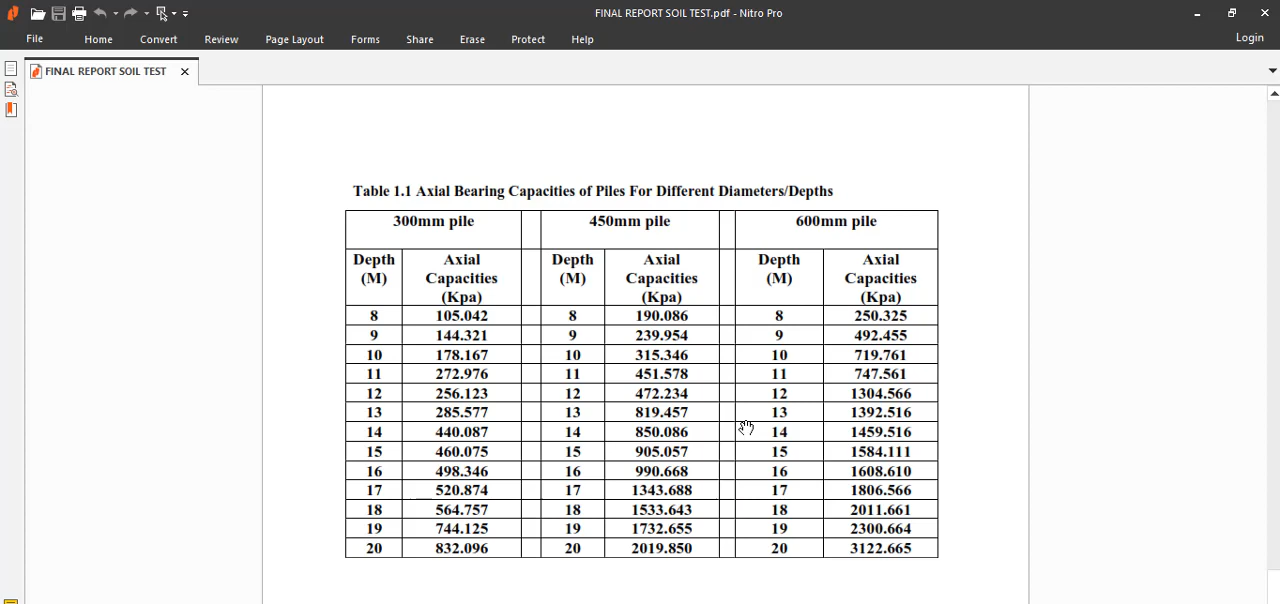 FINAL REPORT SOIL TEST.pdf - Nitro Pro
File Home Convert Review Page Layout Forms Share Erase Protect Help Login
FINAL REPORT SOIL TEST
Table 1.1 Axial Bearing Capacities of Piles For Different Diameters/Depths
300mm pile 450mm pile 600mm pile
Depth Axial Depth Axial Depth Axial
(M) Capacities (M) Capacities (M) Capacities
(Kpa) (Kpa) (Kpa)
8 105.042 8 190.086 8 250.325
9 144.321 9 239.954 9 492.455
10 178.167 10 315.346 10 719.761
11 272.976 11 451.578 11 747.561
12 256.123 12 472.234 12 1304.566
13 285.577 13 819.457 13 1392.516
14 440.087 14 850.086 14 1459.516
15 460.075 15 905.057 15 1584.111
16 498.346 16 990.668 16 1608.610
17 520.874 17 1343.688 17 1806.566
18 564.757 18 1533.643 18 2011.661
19 744.125 19 1732.655 19 2300.664
20 832.096 20 2019.850 20 3122.665